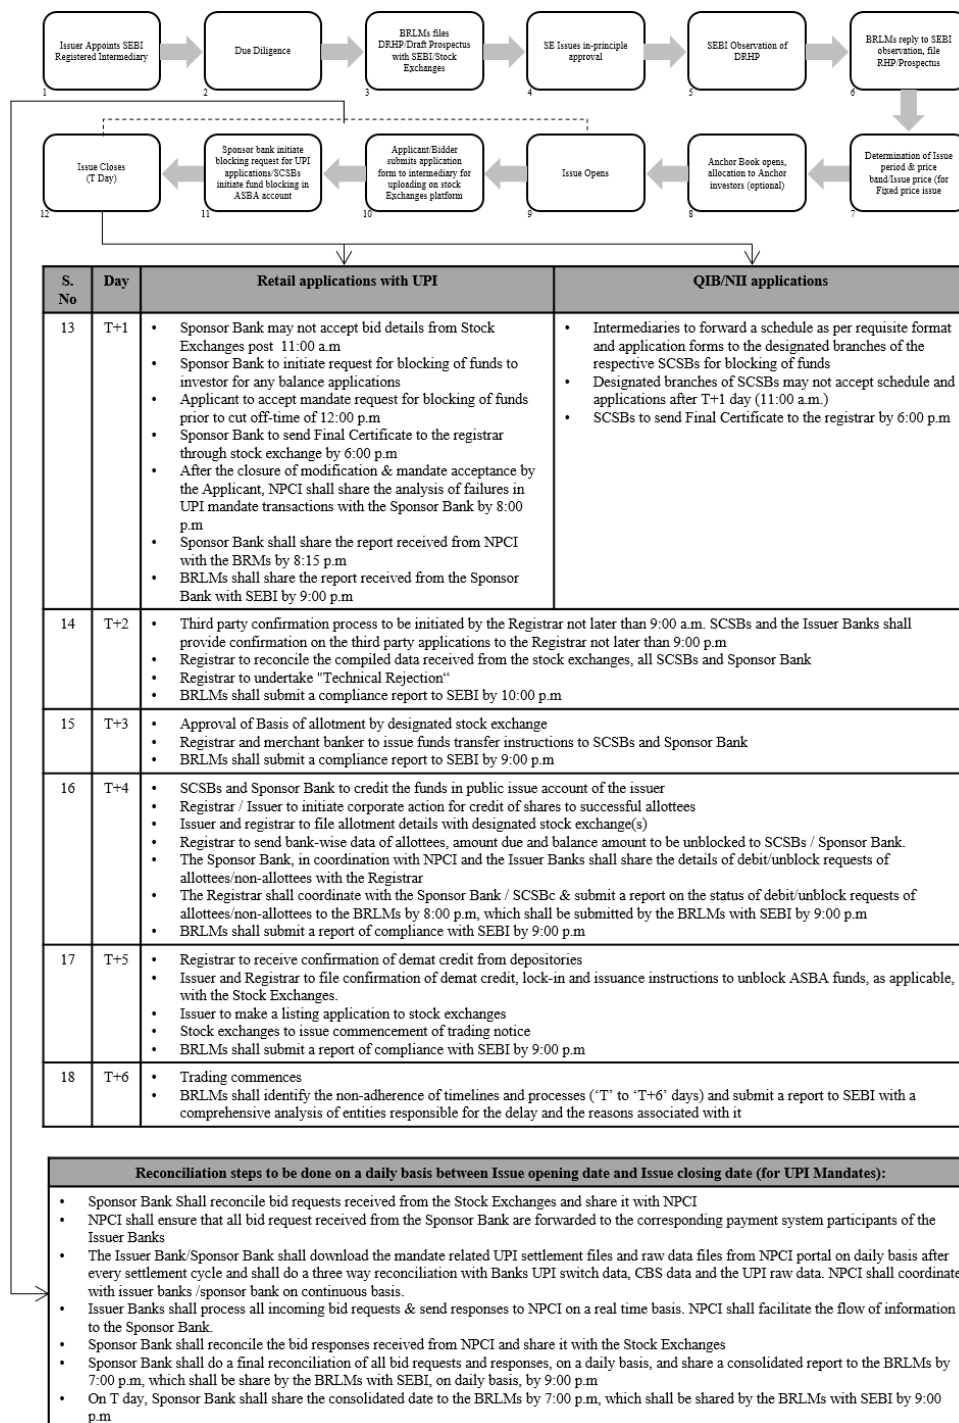 Issuer Appoints SEBI
Registered Intermediary
1
Due Diligence
2
BRLMs files
DRHP/Draft Prospectus
with SEBI/Stock
Exchanges
3
SE Issues in-principle
approval
4
SEBI Observation of
DRHP
5
BRLMs reply to SEBI
observation, file
RHP/Prospectus
6
Determination of Issue
period & price
band/Issue price (for
Fixed price issue
7
Anchor Book opens,
allocation to Anchor
investors (optional)
8
Issue Opens
9
Applicant/Bidder
submits application
form to intermediary for
uploading on stock
Exchanges platform
10
Sponsor bank initiate
blocking request for UPI
applications/SCSBs
initiate fund blocking in
ASBA account
11
Issue Closes
(T Day)
12
S. No Day Retail applications with UPI QIB/NII applications
13 T+1
• Sponsor Bank may not accept bid details from Stock
Exchanges post 11:00 a.m
• Sponsor Bank to initiate request for blocking of funds to
investor for any balance applications
• Applicant to accept mandate request for blocking of funds
prior to cut off-time of 12:00 p.m
• Sponsor Bank to send Final Certificate to the registrar
through stock exchange by 6:00 p.m
• After the closure of modification & mandate acceptance by
the Applicant, NPCI shall share the analysis of failures in
UPI mandate transactions with the Sponsor Bank by 8:00
p.m
• Sponsor Bank shall share the report received from NPCI
with the BRMs by 8:15 p.m
• BRLMs shall share the report received from the Sponsor
Bank with SEBI by 9:00 p.m
• Intermediaries to forward a schedule as per requisite format
and application forms to the designated branches of the
respective SCSBs for blocking of funds
• Designated branches of SCSBs may not accept schedule and
applications after T+1 day (11:00 a.m.)
• SCSBs to send Final Certificate to the registrar by 6:00 p.m
14 T+2
• Third party confirmation process to be initiated by the Registrar not later than 9:00 a.m. SCSBs and the Issuer Banks shall
provide confirmation on the third party applications to the Registrar not later than 9:00 p.m
• Registrar to reconcile the compiled data received from the stock exchanges, all SCSBs and Sponsor Bank
• Registrar to undertake "Technical Rejection“
• BRLMs shall submit a compliance report to SEBI by 10:00 p.m
15 T+3
• Approval of Basis of allotment by designated stock exchange
• Registrar and merchant banker to issue funds transfer instructions to SCSBs and Sponsor Bank
• BRLMs shall submit a compliance report to SEBI by 9:00 p.m
16 T+4
• SCSBs and Sponsor Bank to credit the funds in public issue account of the issuer
• Registrar / Issuer to initiate corporate action for credit of shares to successful allottees
• Issuer and registrar to file allotment details with designated stock exchange(s)
• Registrar to send bank-wise data of allottees, amount due and balance amount to be unblocked to SCSBs / Sponsor Bank.
• The Sponsor Bank, in coordination with NPCI and the Issuer Banks shall share the details of debit/unblock requests of
allottees/non-allottees with the Registrar
• The Registrar shall coordinate with the Sponsor Bank / SCSBc & submit a report on the status of debit/unblock requests of
allottees/non-allottees to the BRLMs by 8:00 p.m, which shall be submitted by the BRLMs with SEBI by 9:00 p.m
• BRLMs shall submit a report of compliance with SEBI by 9:00 p.m
17 T+5
• Registrar to receive confirmation of demat credit from depositories
• Issuer and Registrar to file confirmation of demat credit, lock-in and issuance instructions to unblock ASBA funds, as applicable,
with the Stock Exchanges.
• Issuer to make a listing application to stock exchanges
• Stock exchanges to issue commencement of trading notice
• BRLMs shall submit a report of compliance with SEBI by 9:00 p.m
18 T+6
• Trading commences
• BRLMs shall identify the non-adherence of timelines and processes (‘T’ to ‘T+6’ days) and submit a report to SEBI with a
comprehensive analysis of entities responsible for the delay and the reasons associated with it
Reconciliation steps to be done on a daily basis between Issue opening date and Issue closing date (for UPI Mandates):
• Sponsor Bank Shall reconcile bid requests received from the Stock Exchanges and share it with NPCI
• NPCI shall ensure that all bid request received from the Sponsor Bank are forwarded to the corresponding payment system participants of the
Issuer Banks
• The Issuer Bank/Sponsor Bank shall download the mandate related UPI settlement files and raw data files from NPCI portal on daily basis after
every settlement cycle and shall do a three way reconciliation with Banks UPI switch data, CBS data and the UPI raw data. NPCI shall coordinate
with issuer banks /sponsor bank on continuous basis.
• Issuer Banks shall process all incoming bid requests & send responses to NPCI on a real time basis. NPCI shall facilitate the flow of information
to the Sponsor Bank.
• Sponsor Bank shall reconcile the bid responses received from NPCI and share it with the Stock Exchanges
• Sponsor Bank shall do a final reconciliation of all bid requests and responses, on a daily basis, and share a consolidated report to the BRLMs by
7:00 p.m, which shall be share by the BRLMs with SEBI, on daily basis, by 9:00 p.m
• On T day, Sponsor Bank shall share the consolidated date to the BRLMs by 7:00 p.m, which shall be shared by the BRLMs with SEBI by 9:00
p.m